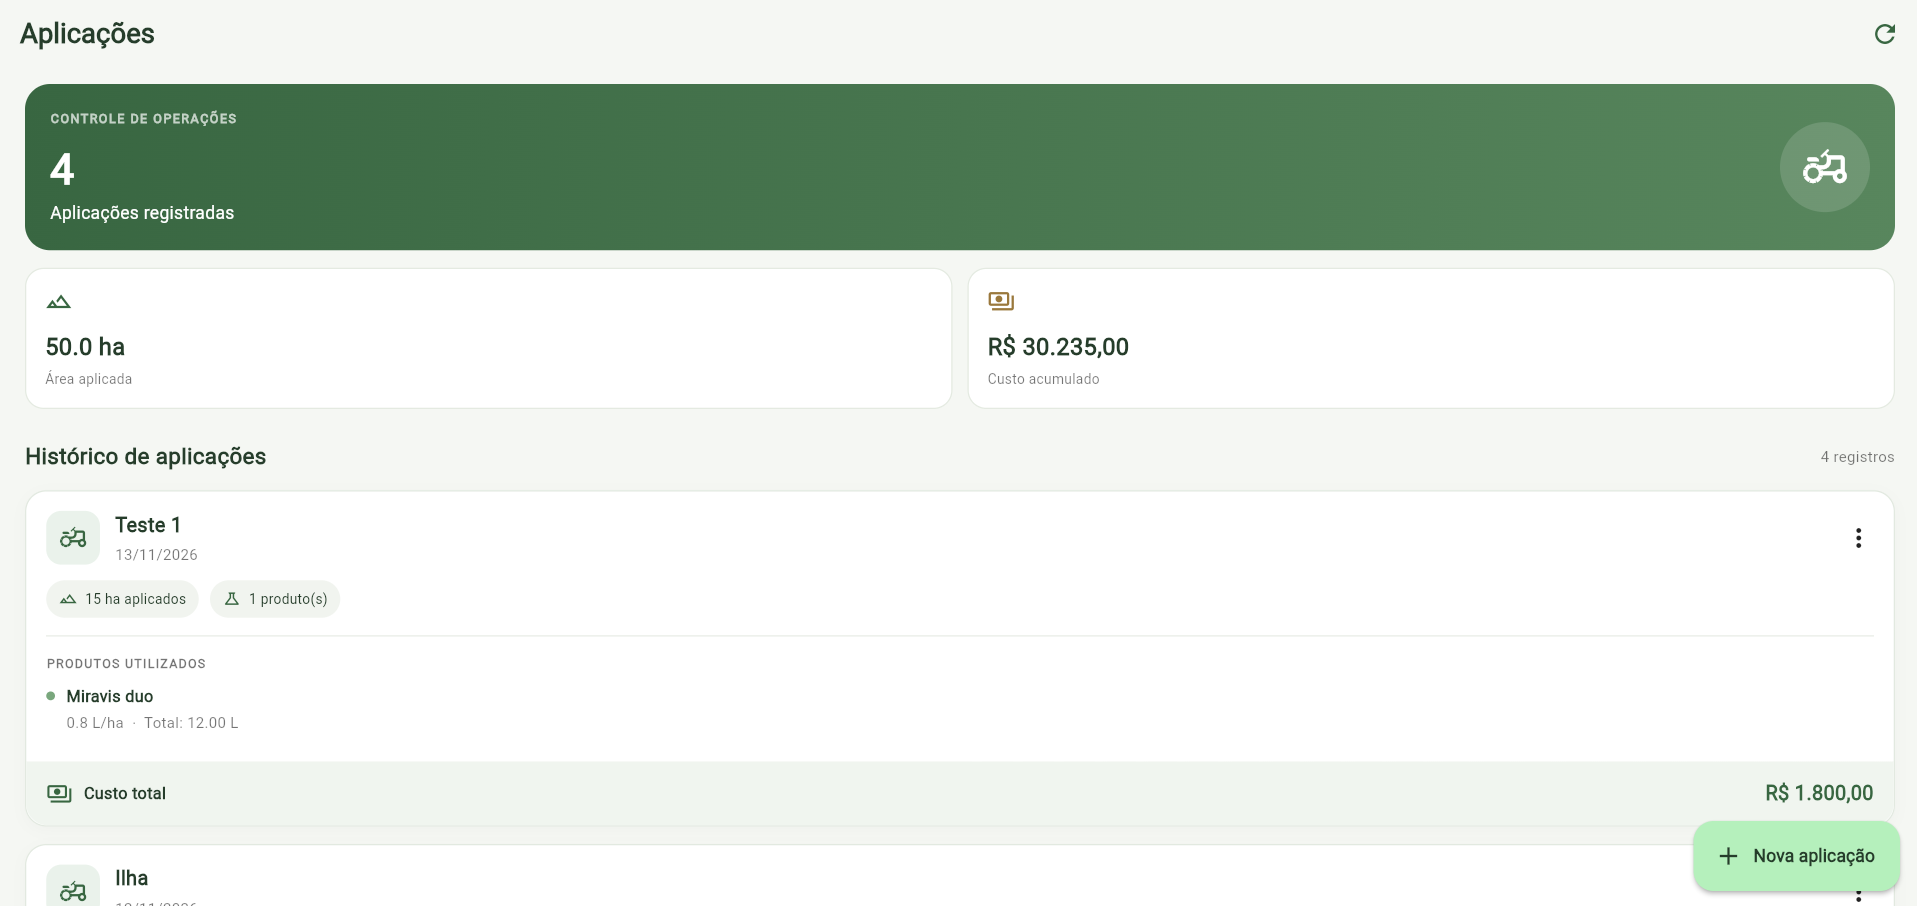 Aplicações
CONTROLE DE OPERAÇÕES
4
Aplicações registradas
50.0 ha
Área aplicada
R$ 30.235,00
Custo acumulado
Histórico de aplicações
4 registros
Teste 1
13/11/2026
15 ha aplicados
1 produto(s)
PRODUTOS UTILIZADOS
Miravis duo
0.8 L/ha · Total: 12.00 L
Custo total
R$ 1.800,00
Nova aplicação
Ilha